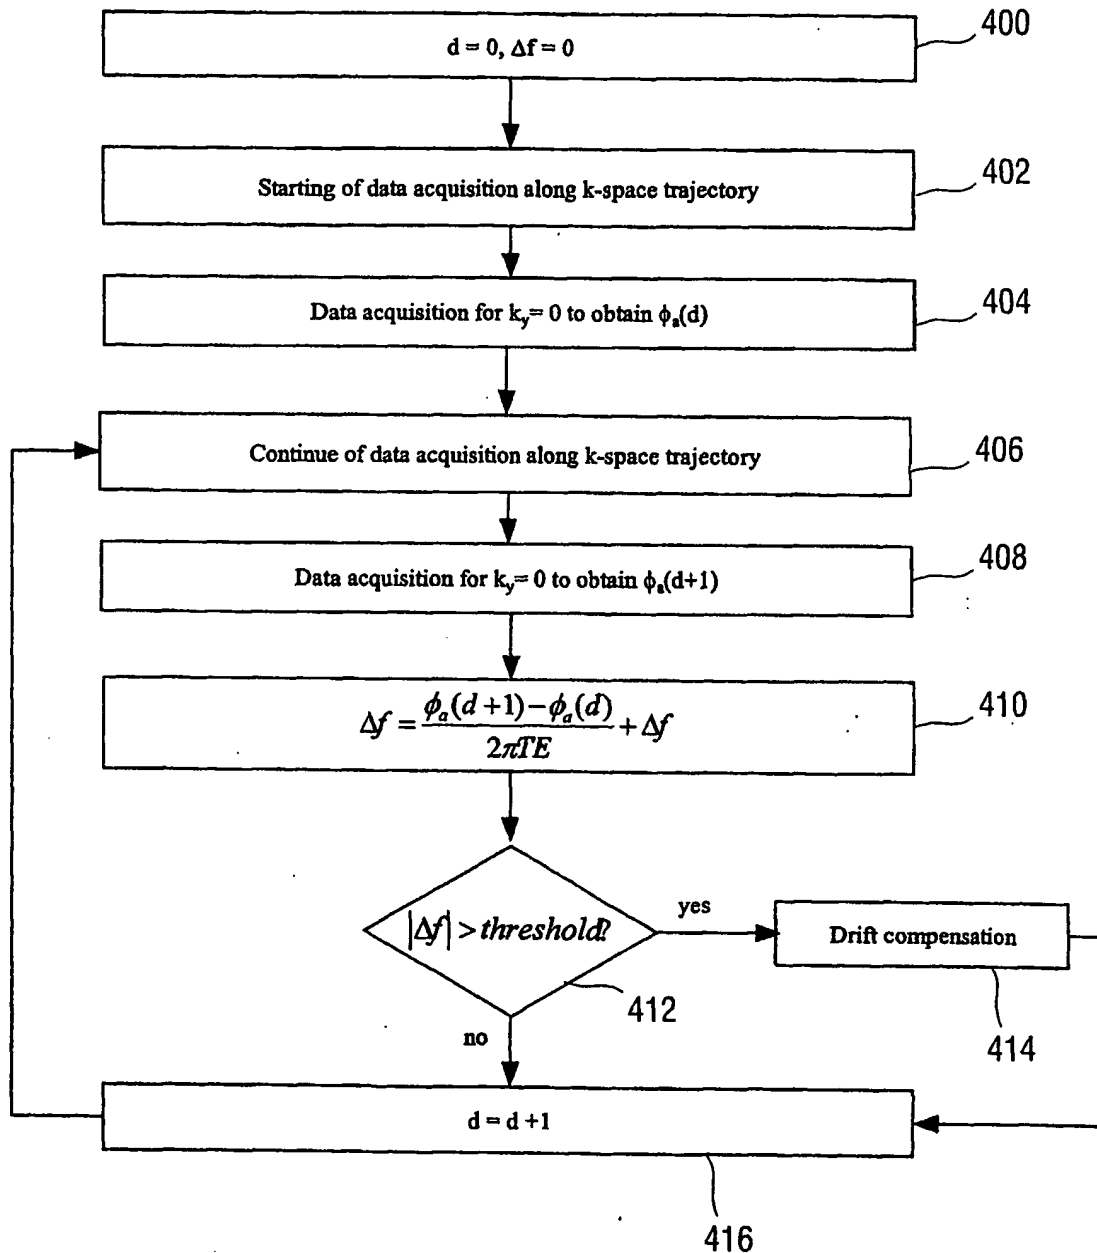 d = 0, Δf = 0
400
Starting of data acquisition along k-space trajectory
402
Data acquisition for k_y = 0 to obtain ϕ_a(d)
404
Continue of data acquisition along k-space trajectory
406
Data acquisition for k_y = 0 to obtain ϕ_a(d+1)
408
Δf = \frac{ϕ_a(d+1) − ϕ_a(d)}{2πTE} + Δf
410
|Δf| > threshold?
412
yes
Drift compensation
414
no
d = d +1
416